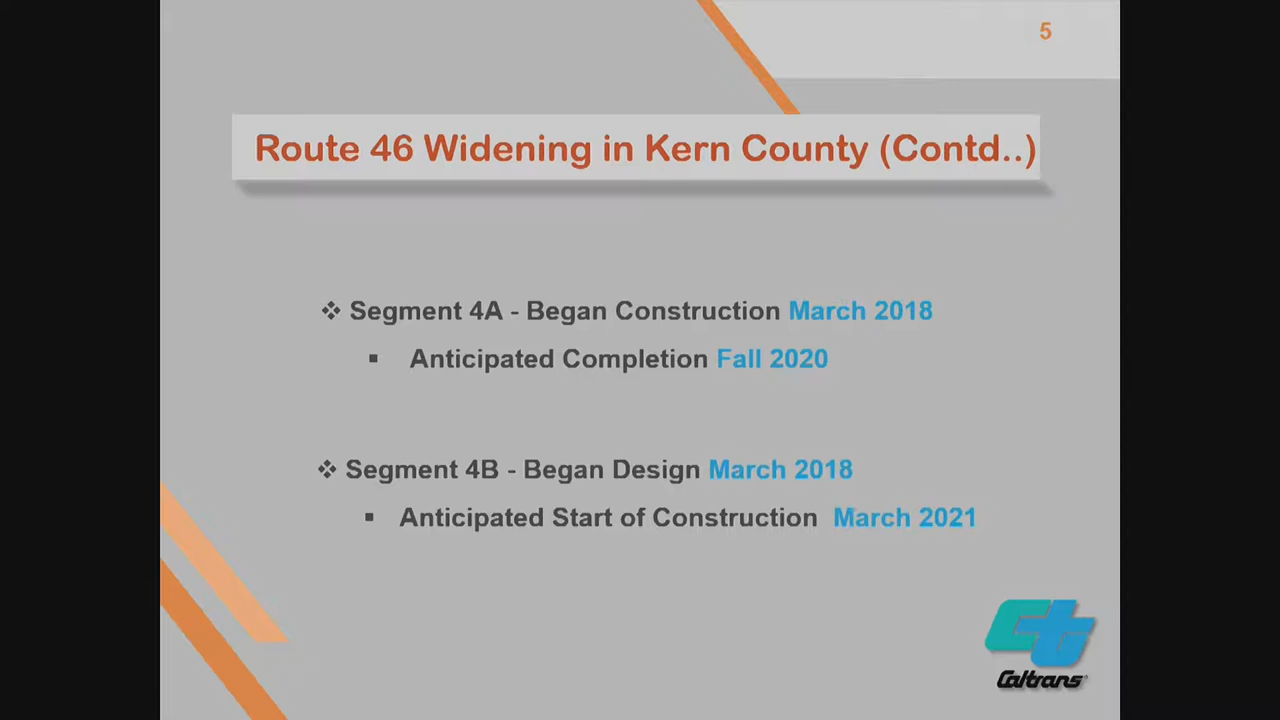 5
Route 46 Widening in Kern County (Contd..)
❖ Segment 4A - Began Construction March 2018
▪ Anticipated Completion Fall 2020
❖ Segment 4B - Began Design March 2018
▪ Anticipated Start of Construction March 2021
Ct
Caltrans